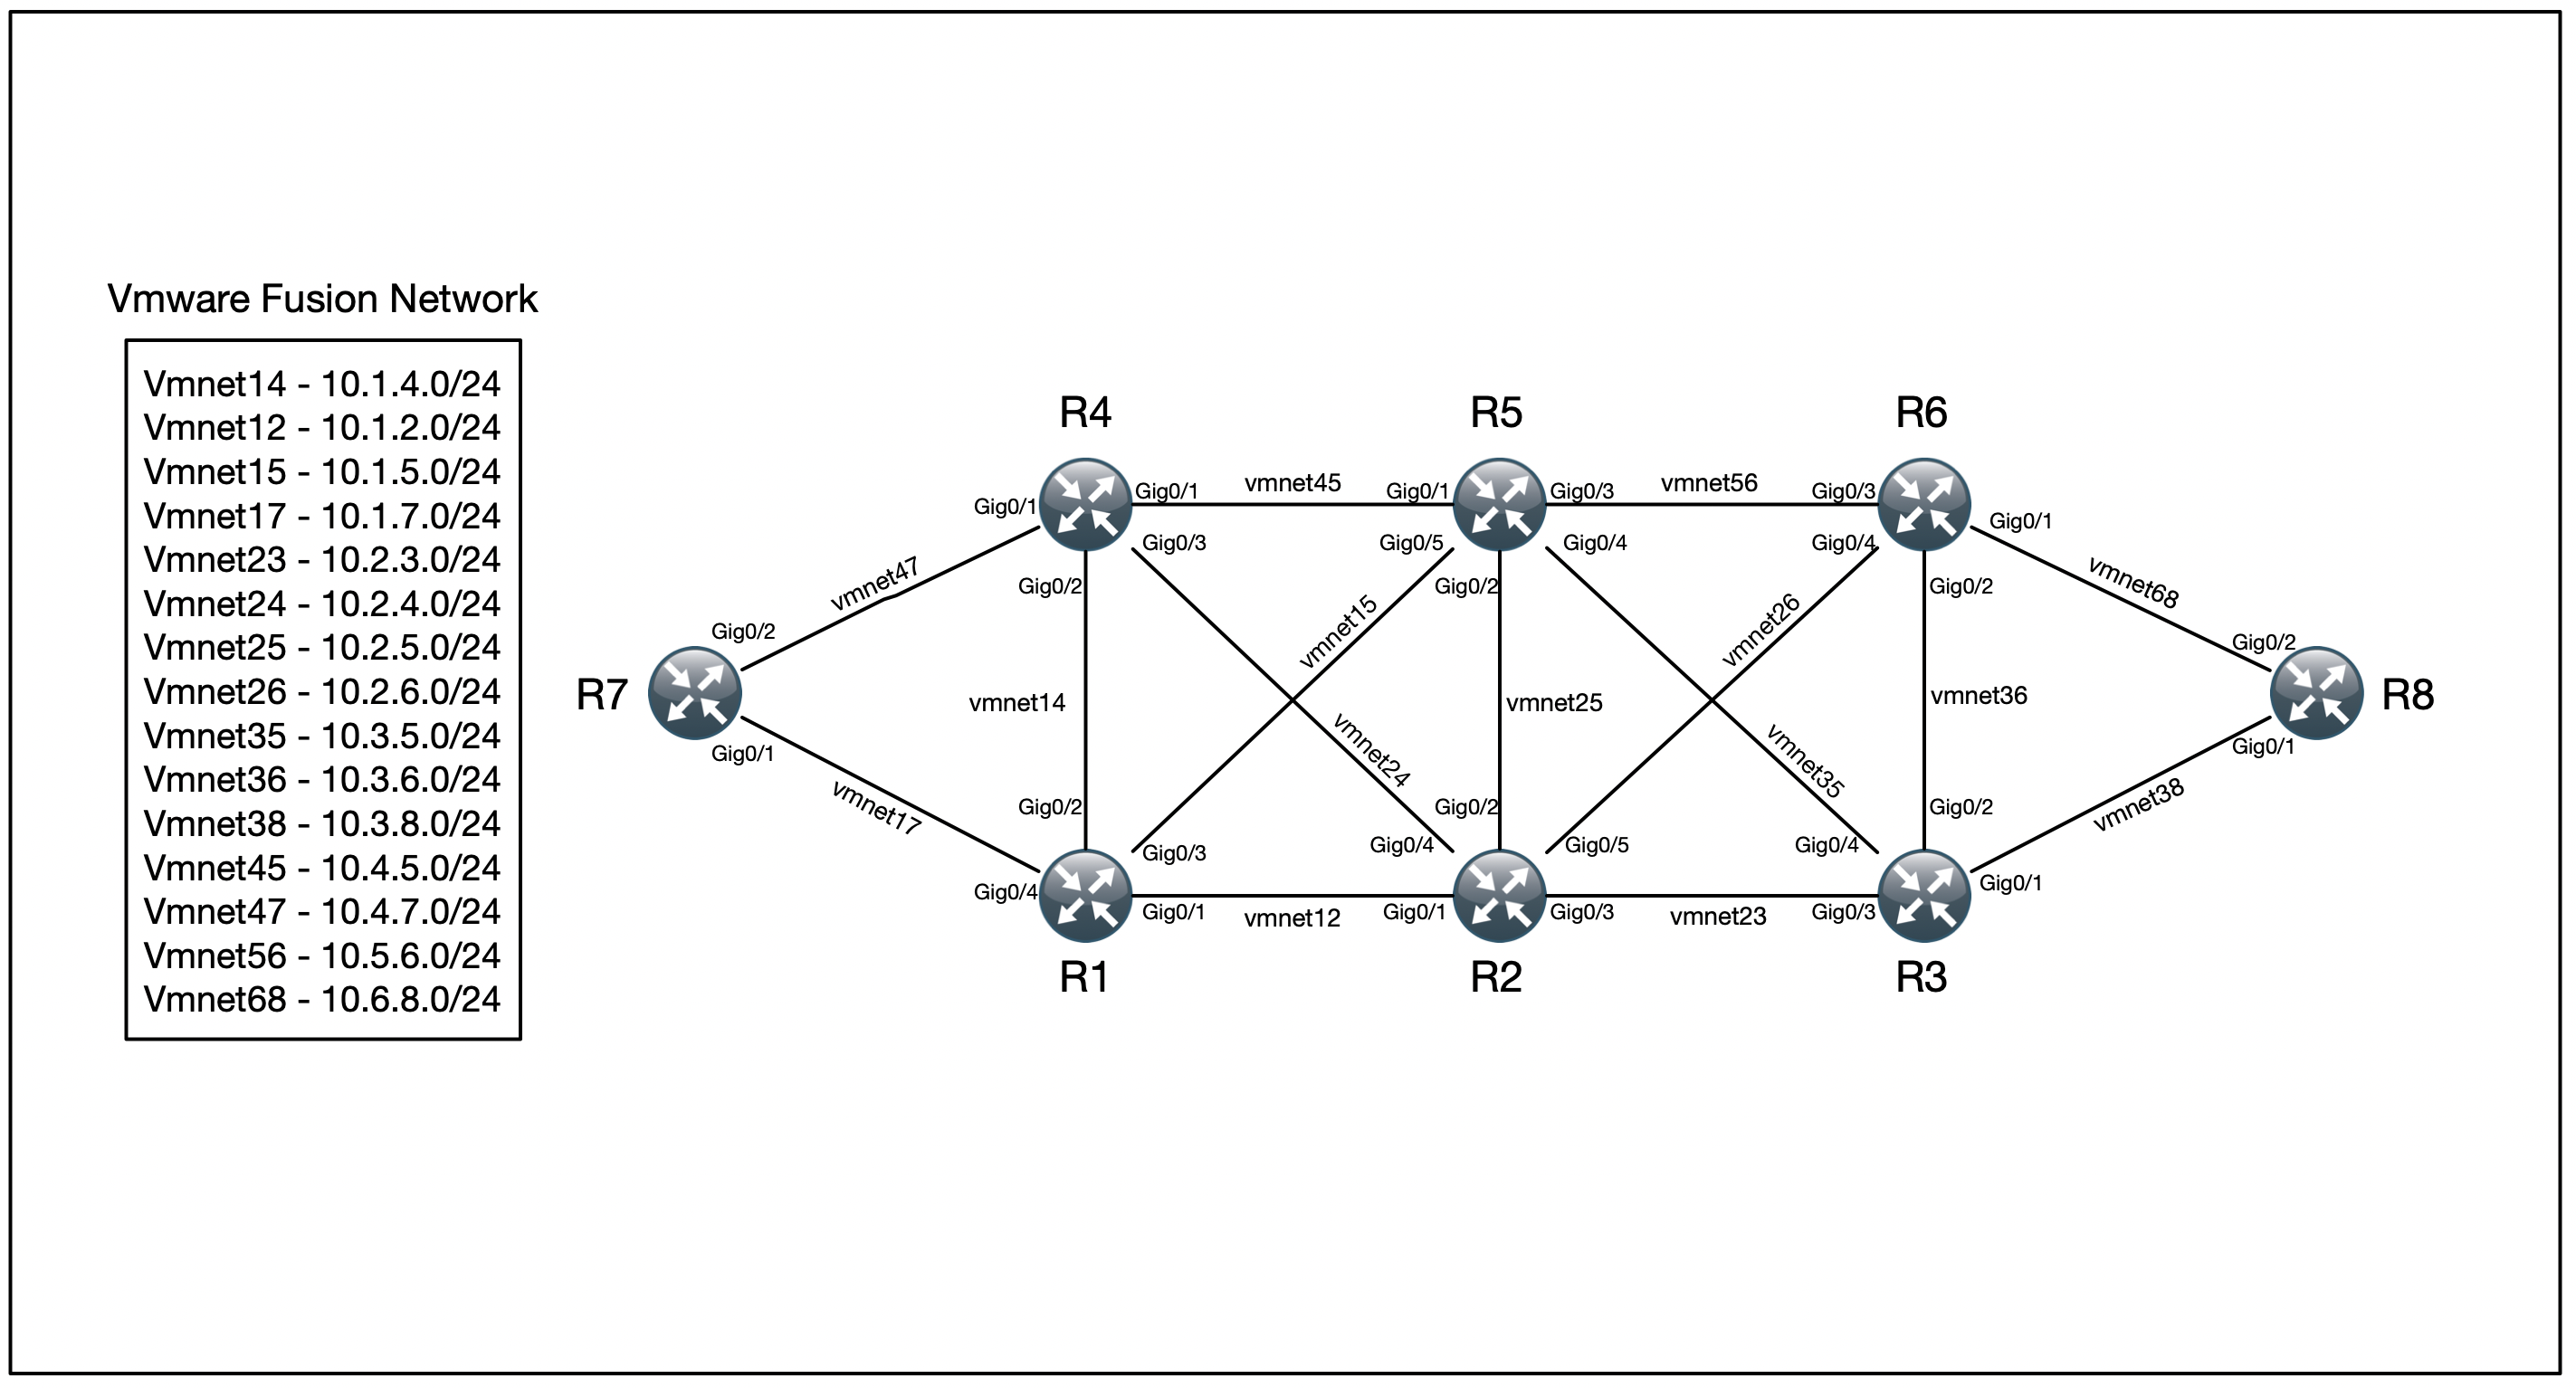 Vmware Fusion Network
Vmnet14 - 10.1.4.0/24
Vmnet12 - 10.1.2.0/24
Vmnet15 - 10.1.5.0/24
Vmnet17 - 10.1.7.0/24
Vmnet23 - 10.2.3.0/24
Vmnet24 - 10.2.4.0/24
Vmnet25 - 10.2.5.0/24
Vmnet26 - 10.2.6.0/24
Vmnet35 - 10.3.5.0/24
Vmnet36 - 10.3.6.0/24
Vmnet38 - 10.3.8.0/24
Vmnet45 - 10.4.5.0/24
Vmnet47 - 10.4.7.0/24
Vmnet56 - 10.5.6.0/24
Vmnet68 - 10.6.8.0/24
R4
R5
R6
Gig0/1
Gig0/1
vmnet45
Gig0/1
Gig0/3
vmnet56
Gig0/3
Gig0/1
Gig0/3
Gig0/5
Gig0/4
Gig0/4
vmnet47
Gig0/2
Gig0/2
Gig0/2
vmnet68
Gig0/2
vmnet15
vmnet26
Gig0/2
R7
vmnet14
vmnet25
vmnet36
R8
Gig0/1
vmnet24
vmnet35
Gig0/1
vmnet17
Gig0/2
Gig0/2
Gig0/2
vmnet38
Gig0/3
Gig0/4
Gig0/5
Gig0/4
Gig0/4
Gig0/1
Gig0/1
vmnet12
Gig0/1
Gig0/3
vmnet23
Gig0/3
R1
R2
R3